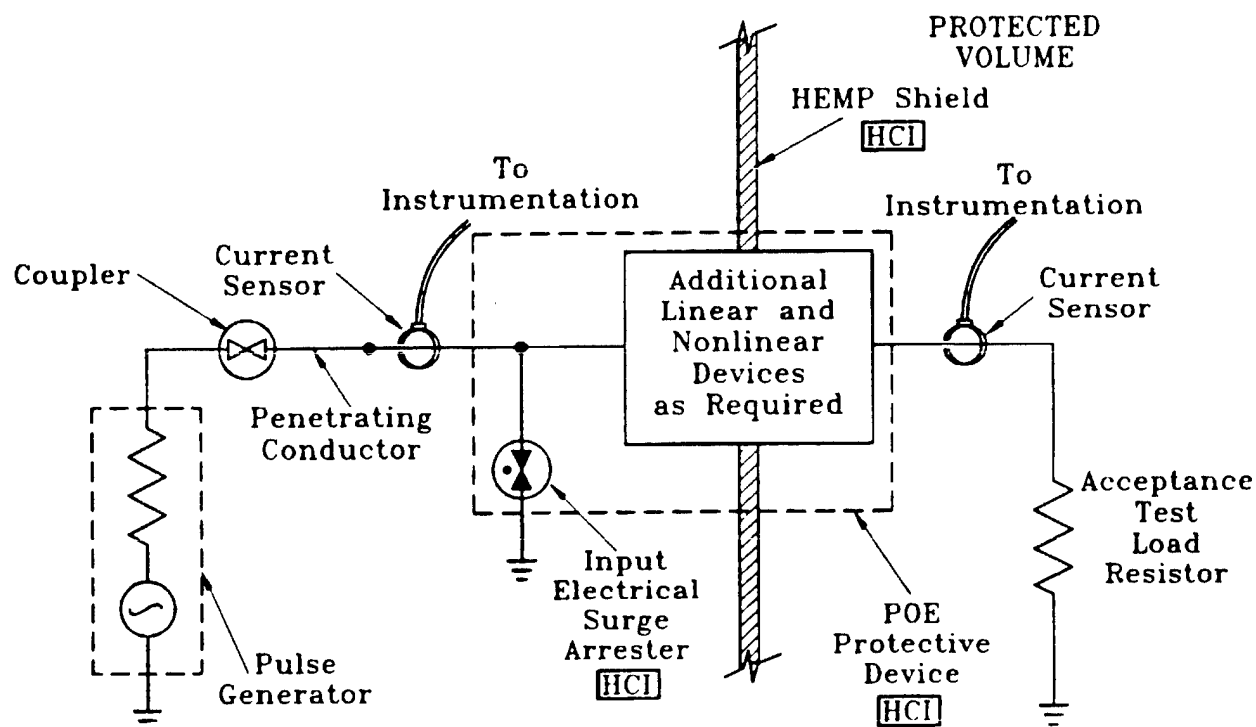 PROTECTED
VOLUME
HEMP Shield
HCI
To
Instrumentation
To
Instrumentation
Coupler
Current
Sensor
Additional
Linear and
Nonlinear
Devices
as Required
Current
Sensor
Penetrating
Conductor
Acceptance
Test
Load
Resistor
Input
Electrical
Surge
Arrester
HCI
POE
Protective
Device
HCI
Pulse
Generator